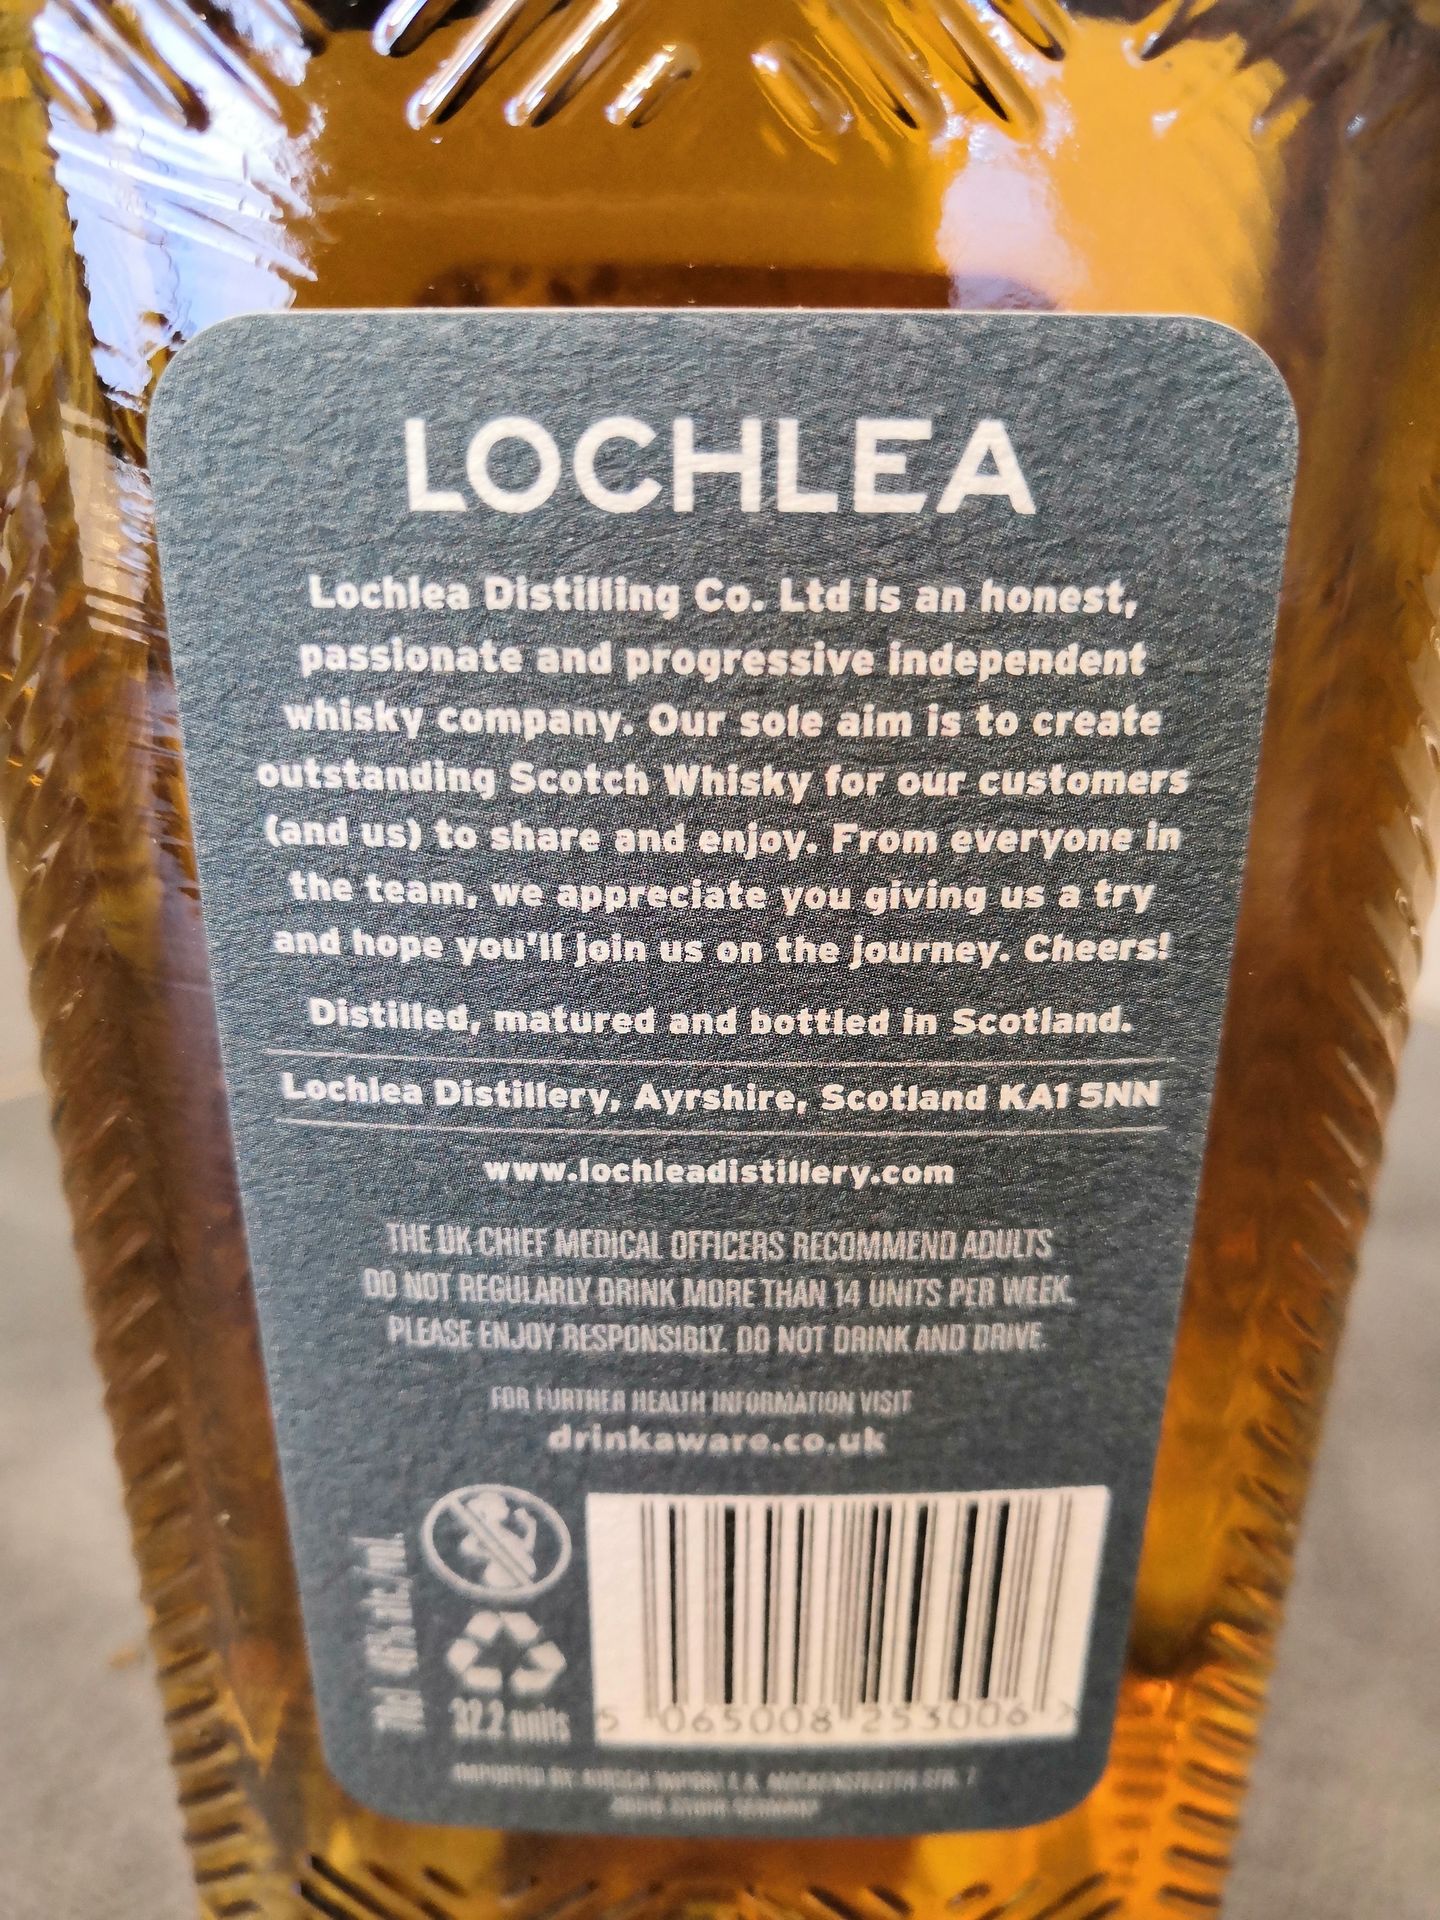 LOCHLEA
Lochlea Distilling Co. Ltd is an honest,
passionate and progressive independent
whisky company. Our sole aim is to create
outstanding Scotch Whisky for our customers
(and us) to share and enjoy. From everyone in
the team, we appreciate you giving us a try
and hope you'll join us on the journey. Cheers!
Distilled, matured and bottled in Scotland.
Lochlea Distillery, Ayrshire, Scotland KA1 5NN
www.lochleadistillery.com
THE UK CHIEF MEDICAL OFFICERS RECOMMEND ADULTS
DO NOT REGULARLY DRINK MORE THAN 14 UNITS PER WEEK.
PLEASE ENJOY RESPONSIBLY. DO NOT DRINK AND DRIVE.
FOR FURTHER HEALTH INFORMATION VISIT
drinkaware.co.uk
70cl 46% alc./vol.
32.2 units
5 065008 253006 >
IMPORTED BY: KIRSCH IMPORT
GERMANY